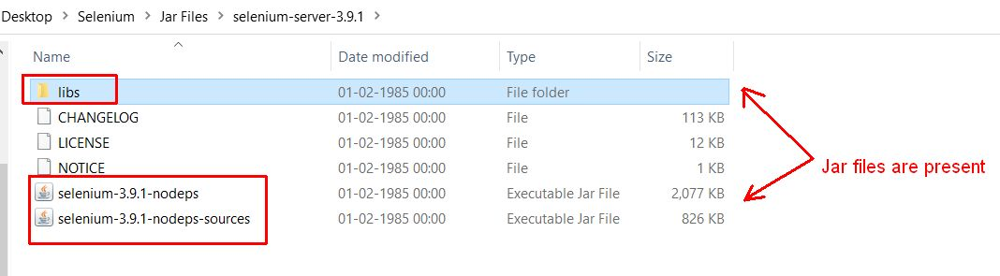 Desktop > Selenium > Jar Files > selenium-server-3.9.1
Name Date modified Type Size
libs 01-02-1985 00:00 File folder
CHANGELOG 01-02-1985 00:00 File 113 KB
LICENSE 01-02-1985 00:00 File 12 KB
NOTICE 01-02-1985 00:00 File 1 KB
Jar files are present
selenium-3.9.1-nodeps 01-02-1985 00:00 Executable Jar File 2,077 KB
selenium-3.9.1-nodeps-sources 01-02-1985 00:00 Executable Jar File 826 KB